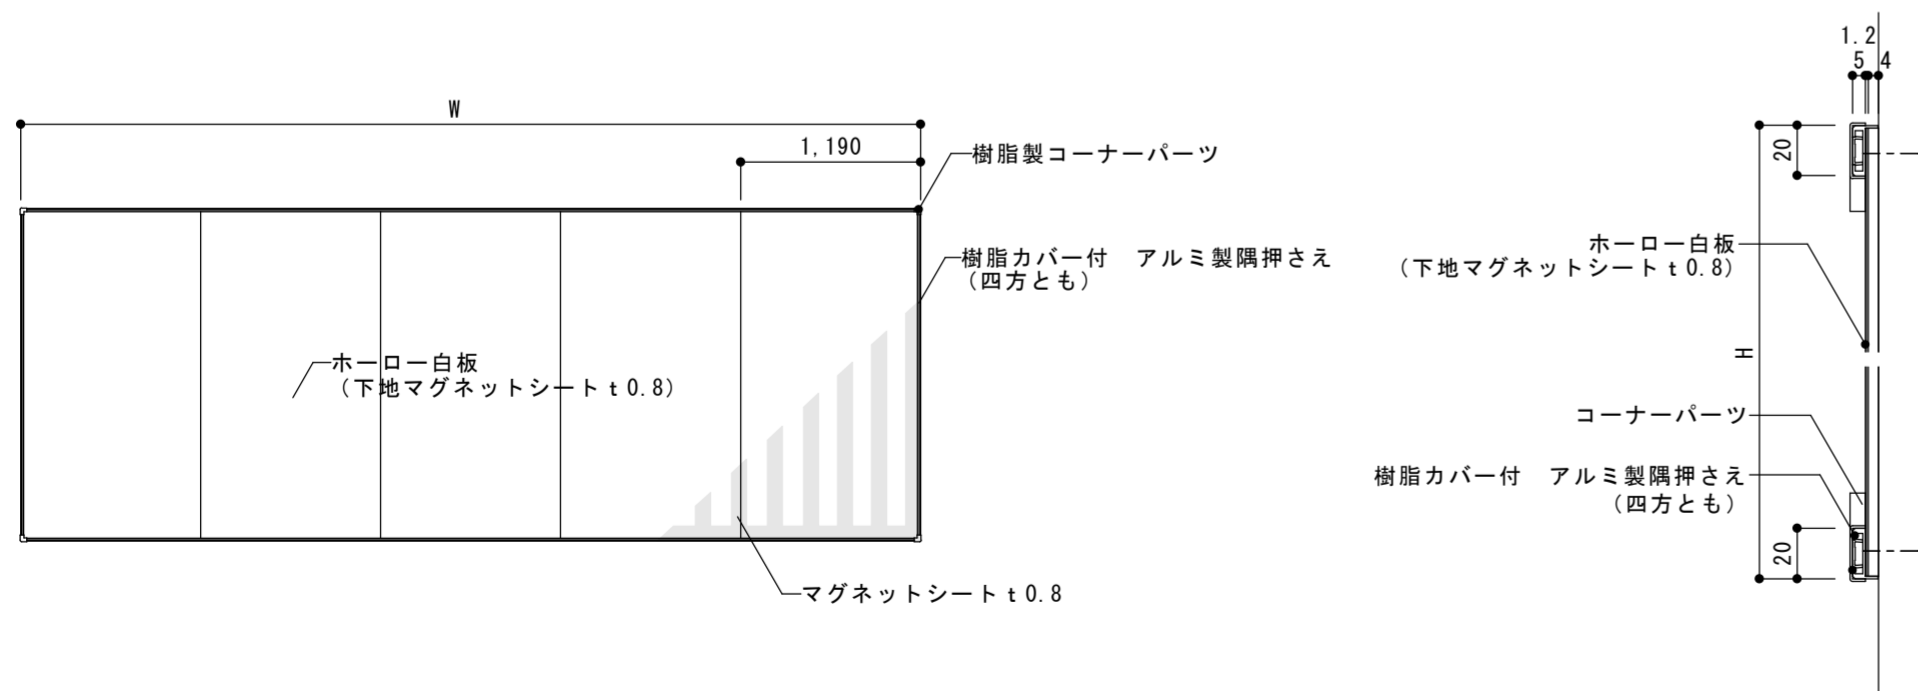 W
1,190
樹脂製コーナーパーツ
樹脂カバー付　アルミ製隅押さえ
（四方とも）
ホーロー白板
（下地マグネットシートｔ0.8）
マグネットシートｔ0.8
1.2
5
4
20
ホーロー白板
（下地マグネットシートｔ0.8）
H
コーナーパーツ
樹脂カバー付　アルミ製隅押さえ
（四方とも）
20